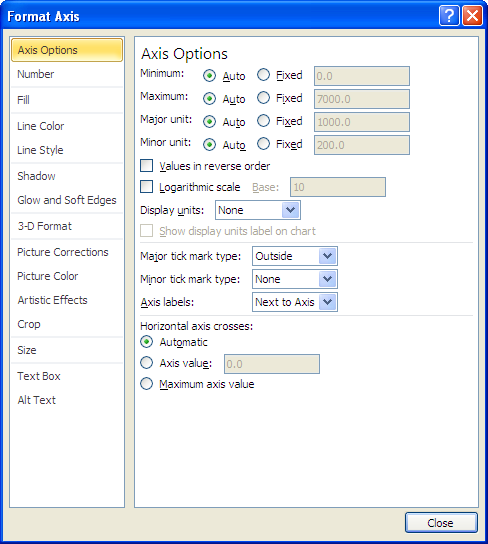 Format Axis
Axis Options
Number
Fill
Line Color
Line Style
Shadow
Glow and Soft Edges
3-D Format
Picture Corrections
Picture Color
Artistic Effects
Crop
Size
Text Box
Alt Text
Axis Options
Minimum: Auto Fixed 0.0
Maximum: Auto Fixed 7000.0
Major unit: Auto Fixed 1000.0
Minor unit: Auto Fixed 200.0
Values in reverse order
Logarithmic scale Base: 10
Display units: None
Show display units label on chart
Major tick mark type: Outside
Minor tick mark type: None
Axis labels: Next to Axis
Horizontal axis crosses:
Automatic
Axis value: 0.0
Maximum axis value
Close